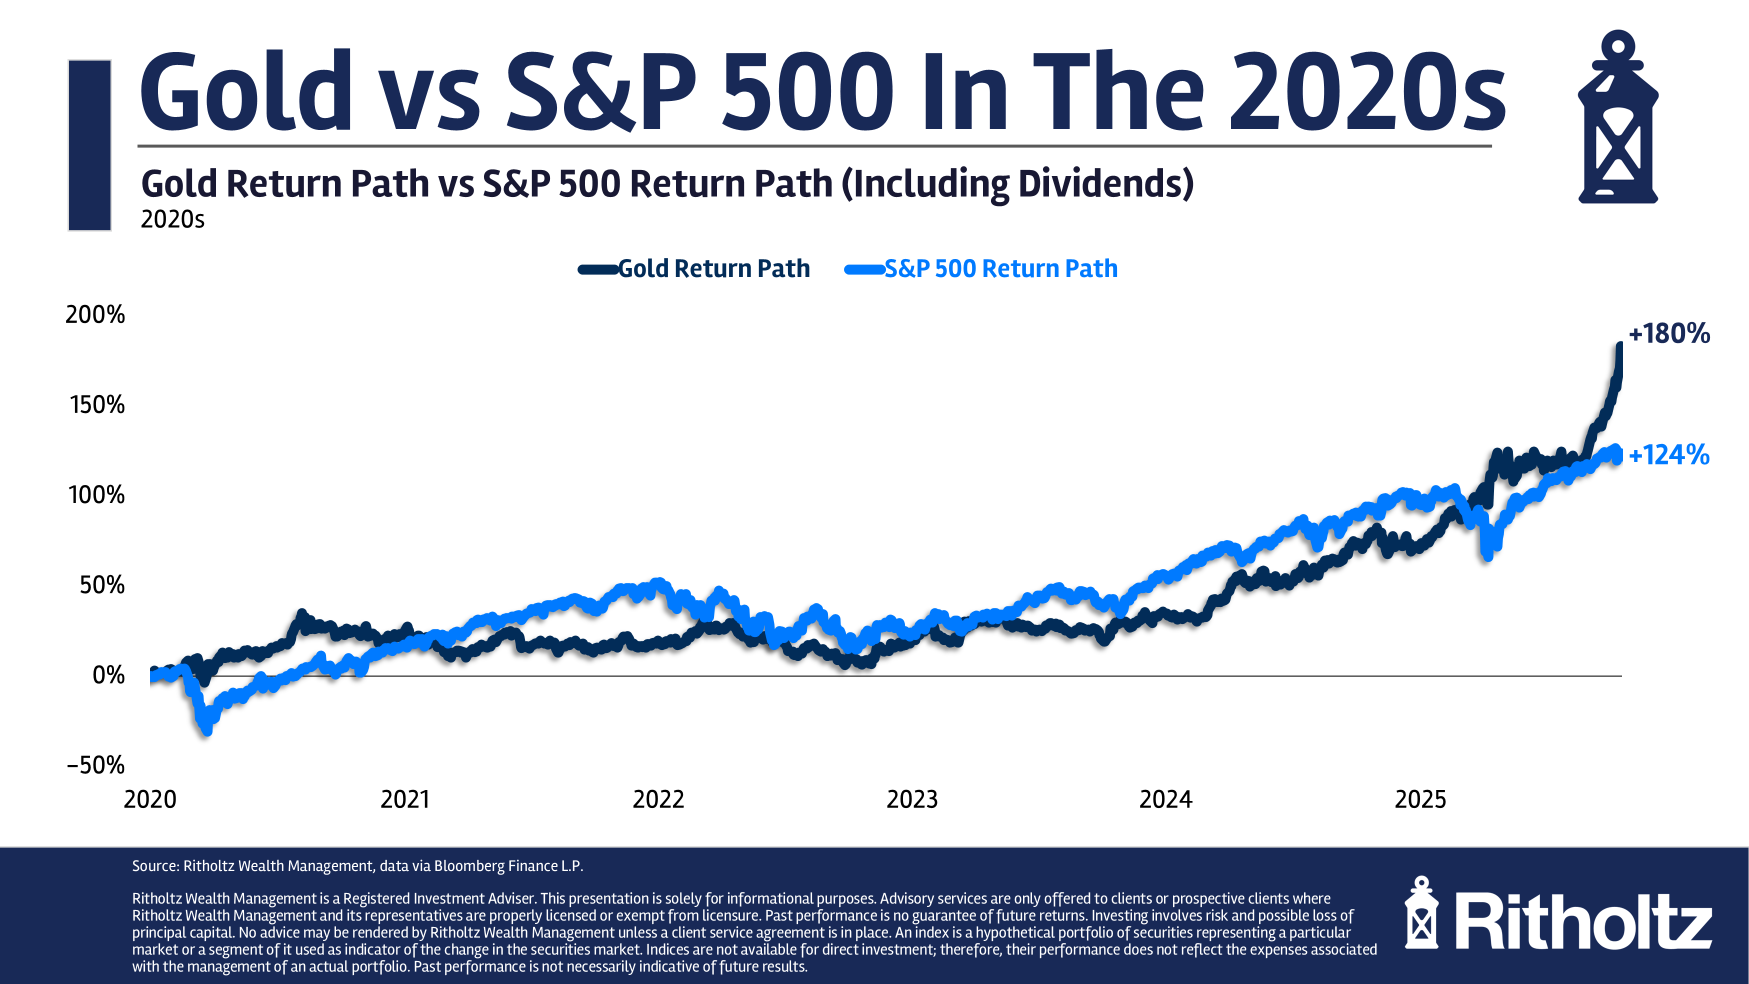 Gold vs S&P 500 In The 2020s
Gold Return Path vs S&P 500 Return Path (Including Dividends)
2020s
Gold Return Path S&P 500 Return Path
200%
+180%
150%
+124%
100%
50%
0%
−50%
2020 2021 2022 2023 2024 2025
Source: Ritholtz Wealth Management, data via Bloomberg Finance L.P.
Ritholtz Wealth Management is a Registered Investment Adviser. This presentation is solely for informational purposes. Advisory services are only offered to clients or prospective clients where
Ritholtz Wealth Management and its representatives are properly licensed or exempt from licensure. Past performance is no guarantee of future returns. Investing involves risk and possible loss of
principal capital. No advice may be rendered by Ritholtz Wealth Management unless a client service agreement is in place. An index is a hypothetical portfolio of securities representing a particular
market or a segment of it used as indicator of the change in the securities market. Indices are not available for direct investment; therefore, their performance does not reflect the expenses associated
with the management of an actual portfolio. Past performance is not necessarily indicative of future results.
Ritholtz